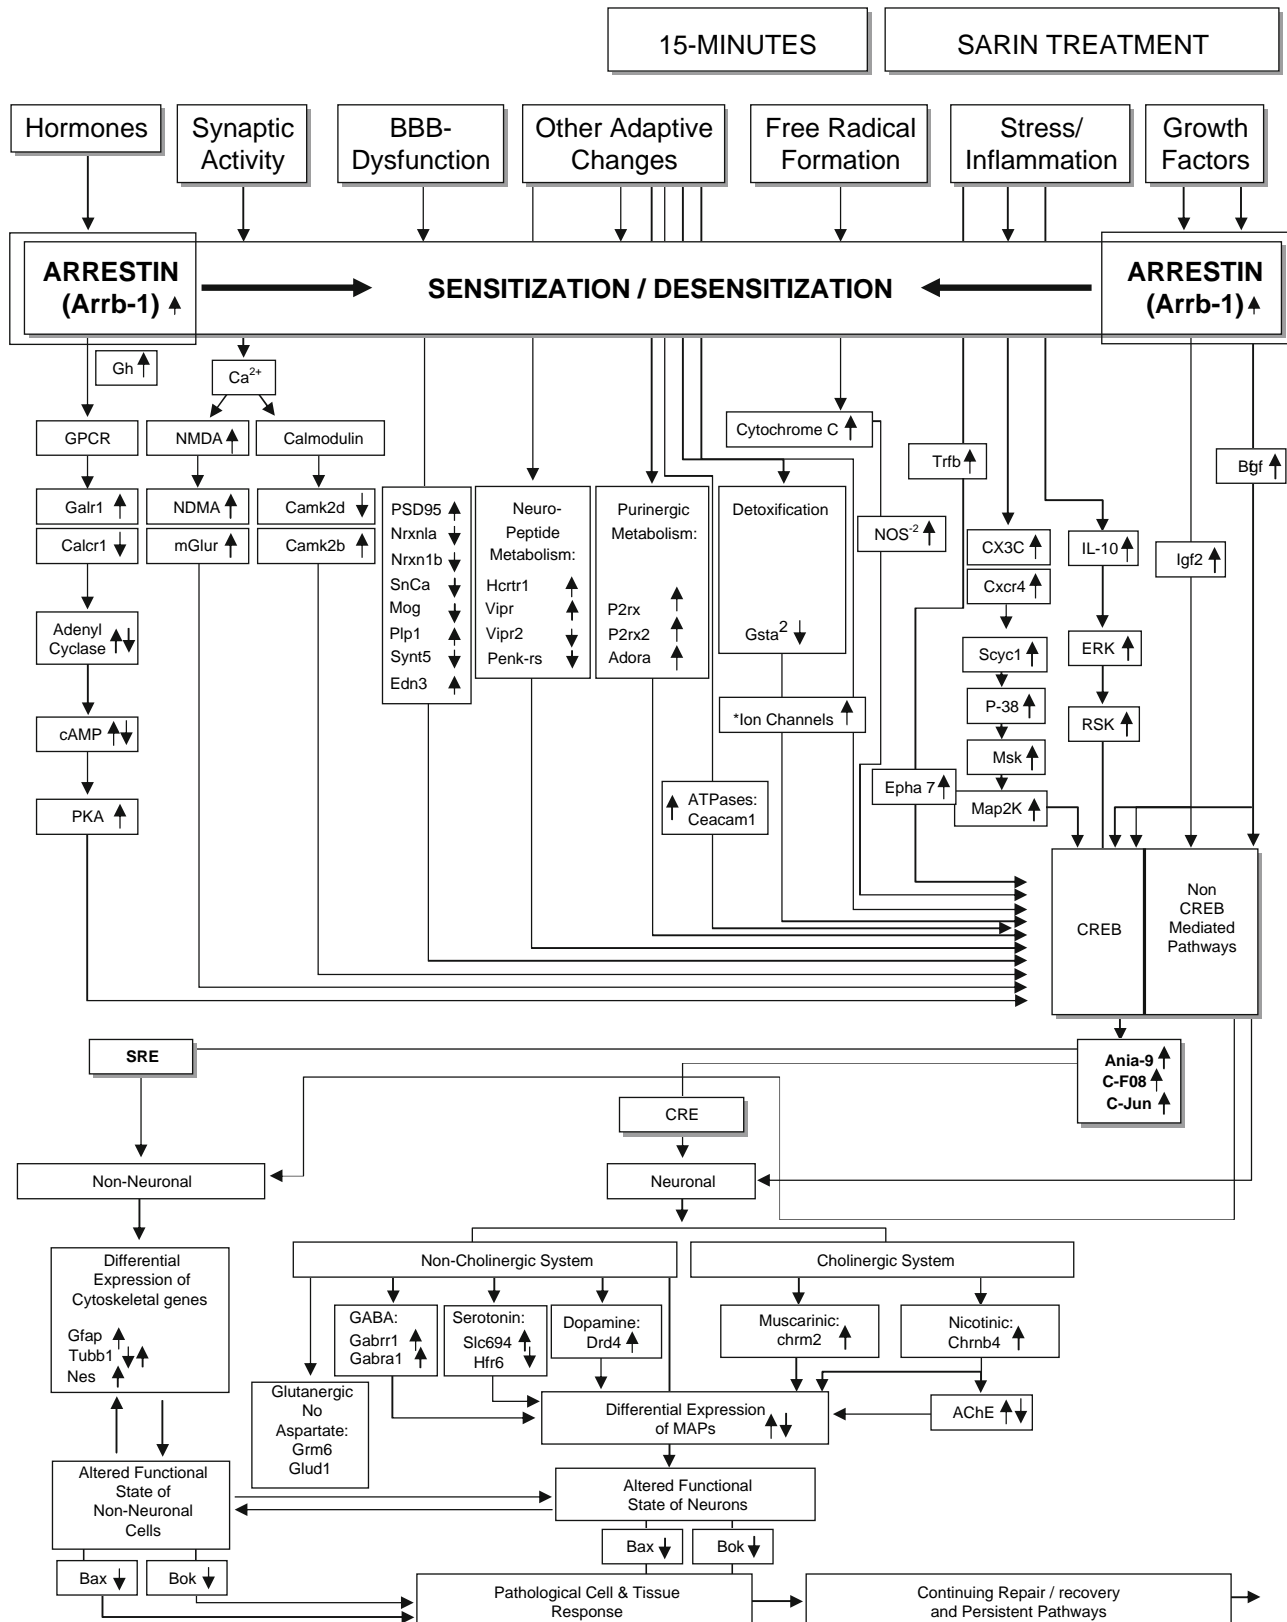 15-MINUTES
SARIN TREATMENT
Hormones
Synaptic
Activity
BBB-
Dysfunction
Other Adaptive
Changes
Free Radical
Formation
Stress/
Inflammation
Growth
Factors
ARRESTIN
(Arrb-1)
SENSITIZATION / DESENSITIZATION
ARRESTIN
(Arrb-1)
Gh
Ca2+
GPCR
NMDA
Calmodulin
Galr1
NDMA
Camk2d
Calcr1
mGlur
Camk2b
Adenyl
Cyclase
cAMP
PKA
PSD95
Nrxnla
Nrxn1b
SnCa
Mog
Plp1
Synt5
Edn3
Neuro-
Peptide
Metabolism:
Hcrtr1
Vipr
Vipr2
Penk-rs
Purinergic
Metabolism:
P2rx
P2rx2
Adora
ATPases:
Ceacam1
Cytochrome C
Detoxification
Gsta2
*Ion Channels
NOS-2
Trfb
Epha 7
CX3C
Cxcr4
Scyc1
P-38
Msk
Map2K
IL-10
ERK
RSK
Igf2
CREB
Non
CREB
Mediated
Pathways
SRE
Ania-9
C-F08
C-Jun
CRE
Non-Neuronal
Neuronal
Differential
Expression of
Cytoskeletal genes
Gfap
Tubb1
Nes
Non-Cholinergic System
Cholinergic System
GABA:
Gabrr1
Gabra1
Serotonin:
Slc694
Hfr6
Dopamine:
Drd4
Muscarinic:
chrm2
Nicotinic:
Chrnb4
Glutanergic
No
Aspartate:
Grm6
Glud1
Differential Expression
of MAPs
AChE
Altered Functional
State of
Non-Neuronal
Cells
Altered Functional
State of Neurons
Bax
Bok
Bax
Bok
Pathological Cell & Tissue
Response
Continuing Repair / recovery
and Persistent Pathways